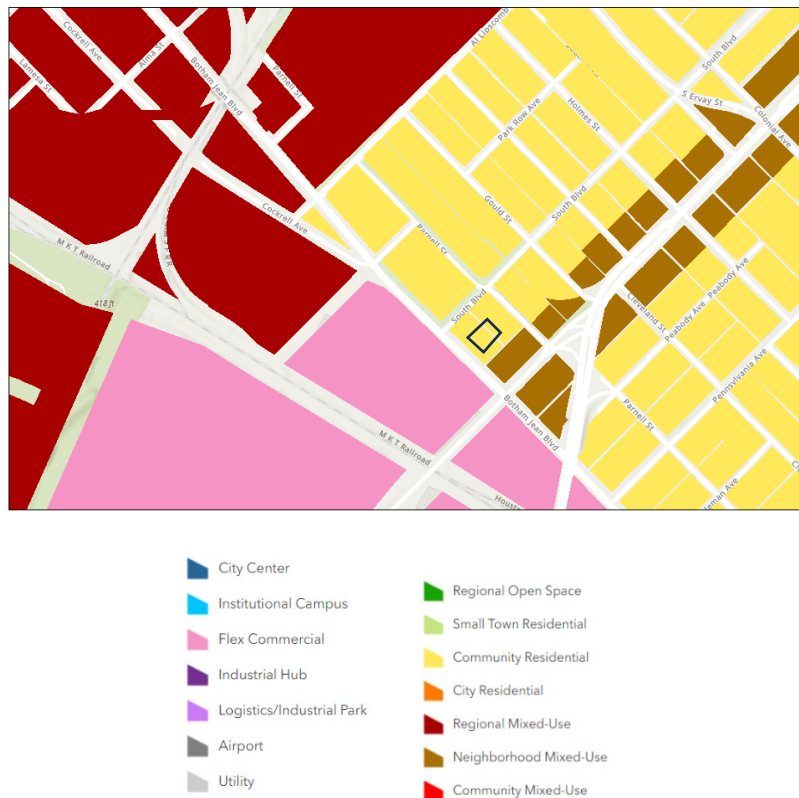 Al Lipscomb
South Blvd
Cockrell Ave
Alma St
Lamesa St
Botham Jean Blvd
Parnell St
S Ervay St
Colonial Ave
Park Row Ave
Holmes St
Gould St
South Blvd
Cockrell Ave
Parnell St
M K T Railroad
418 ft
South Blvd
Cleveland St
Peabody Ave
Peabody Ave
Pennsylvania Ave
Botham Jean Blvd
Parnell St
M K T Railroad
leman Ave
City Center
Institutional Campus
Flex Commercial
Industrial Hub
Logistics/Industrial Park
Airport
Utility
Regional Open Space
Small Town Residential
Community Residential
City Residential
Regional Mixed-Use
Neighborhood Mixed-Use
Community Mixed-Use